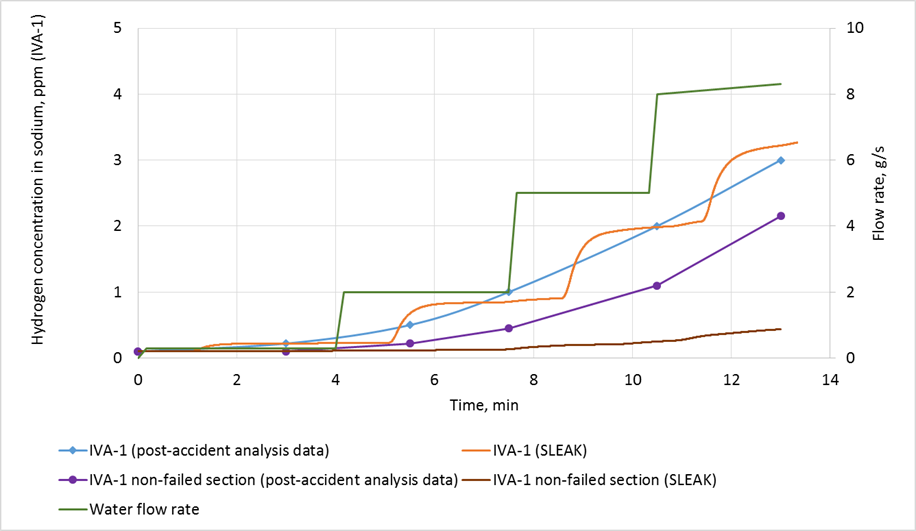 Hydrogen concentration in sodium, ppm (IVA-1)
5
4
3
2
1
0
10
8
6
4
2
0
Flow rate, g/s
0 2 4 6 8 10 12 14
Time, min
IVA-1 (post-accident analysis data) IVA-1 (SLEAK)
IVA-1 non-failed section (post-accident analysis data) IVA-1 non-failed section (SLEAK)
Water flow rate